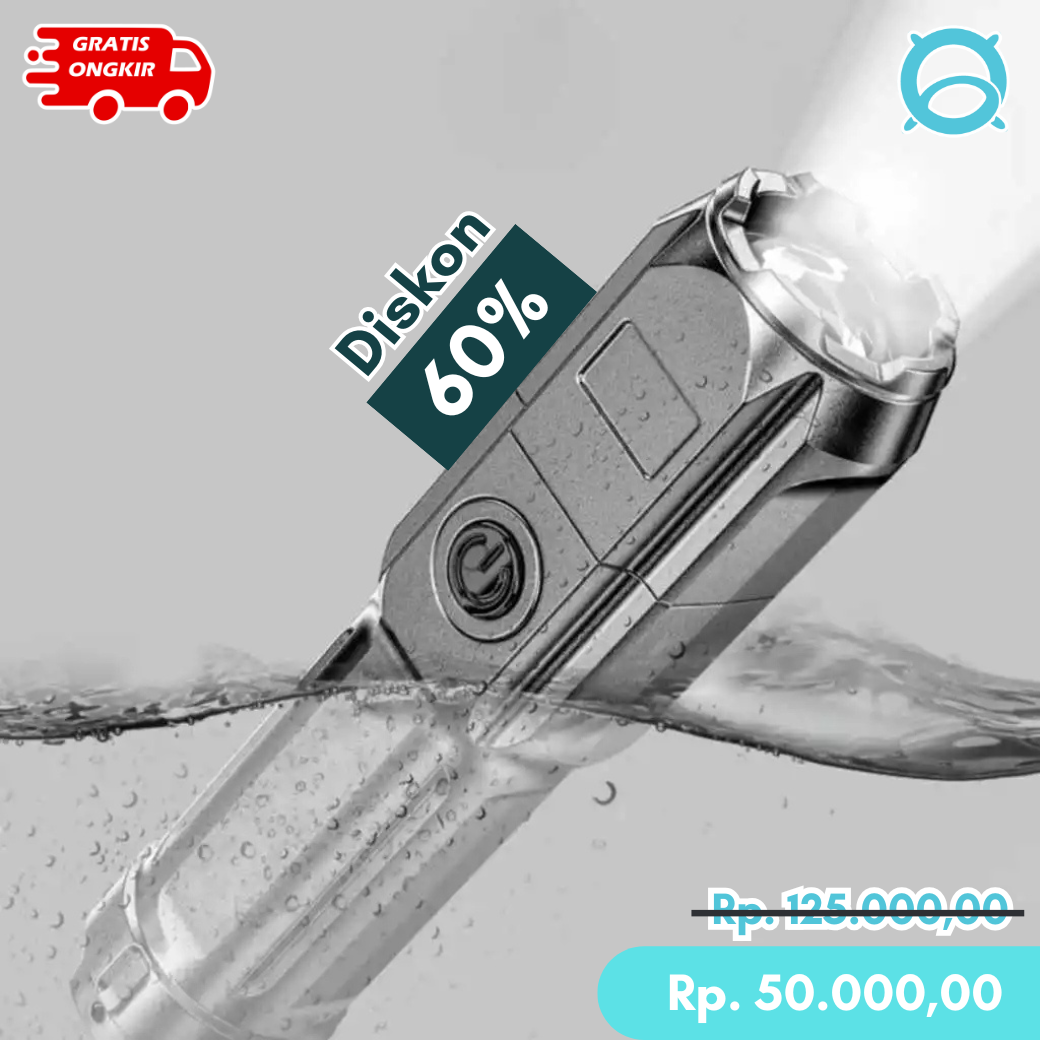 GRATIS
ONGKIR
Diskon
60%
Rp. 125.000,00
Rp. 50.000,00